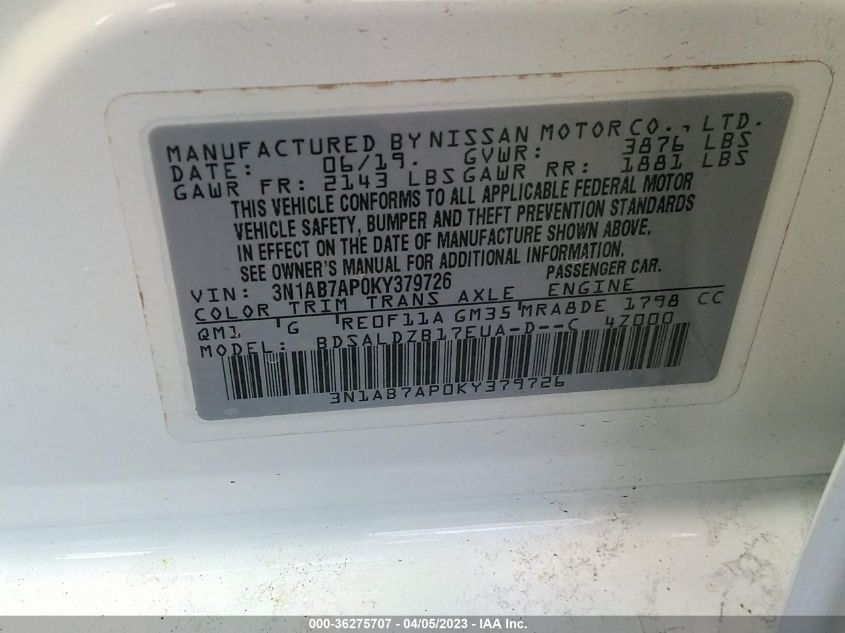 MANUFACTURED BY NISSAN MOTOR CO., LTD.
DATE: 06/19. GVWR: 3876 LBS
GAWR FR: 2143 LBS GAWR RR: 1881 LBS
THIS VEHICLE CONFORMS TO ALL APPLICABLE FEDERAL MOTOR
VEHICLE SAFETY, BUMPER AND THEFT PREVENTION STANDARDS
IN EFFECT ON THE DATE OF MANUFACTURE SHOWN ABOVE.
SEE OWNER'S MANUAL FOR ADDITIONAL INFORMATION.
VIN: 3N1AB7AP0KY379726 PASSENGER CAR.
COLOR TRIM TRANS AXLE ENGINE
QM1 G RE0F11A GM35 MRA8DE 1798 CC
MODEL: BDSALDZB17EUA-D--C 4Z000
3N1AB7AP0KY379726
000-36275707 - 04/05/2023 - IAA Inc.